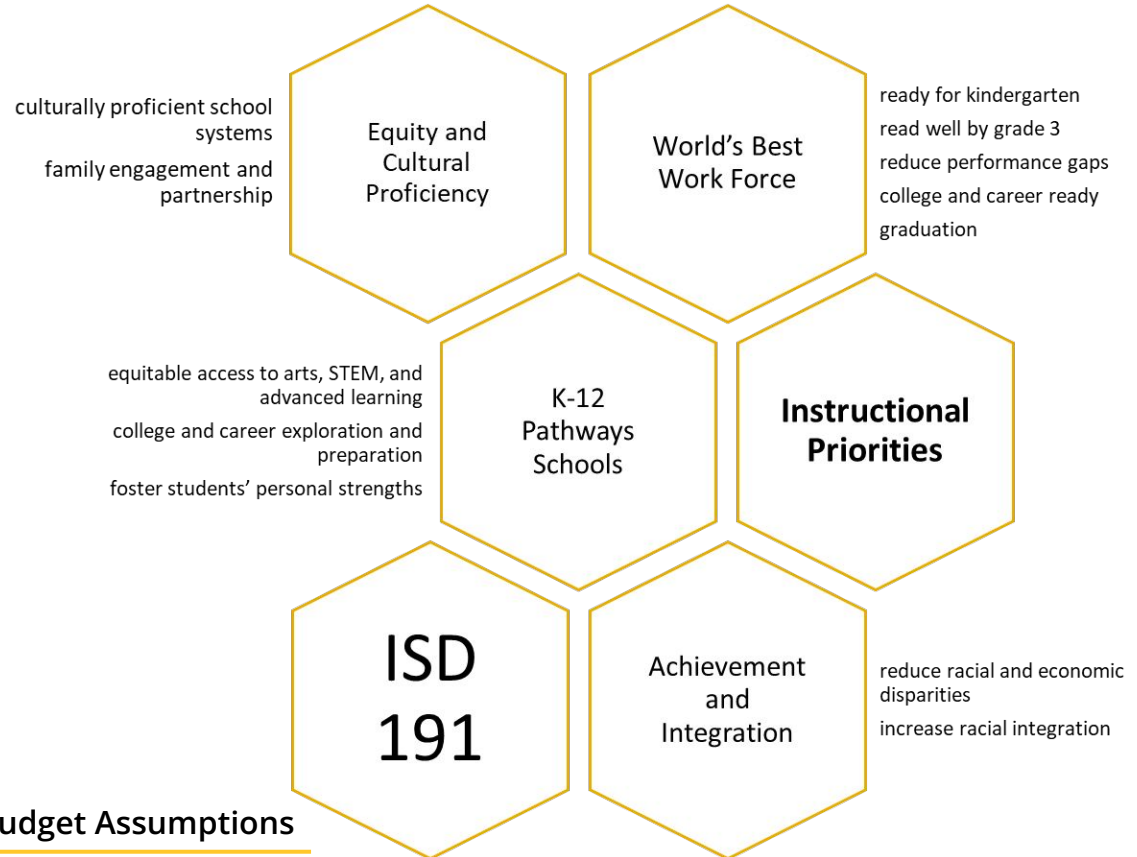 culturally proficient school
systems
family engagement and
partnership
Equity and
Cultural
Proficiency
World’s Best
Work Force
ready for kindergarten
read well by grade 3
reduce performance gaps
college and career ready
graduation
equitable access to arts, STEM, and
advanced learning
college and career exploration and
preparation
foster students’ personal strengths
K-12
Pathways
Schools
Instructional
Priorities
ISD
191
Achievement
and
Integration
reduce racial and economic
disparities
increase racial integration
udget Assumptions